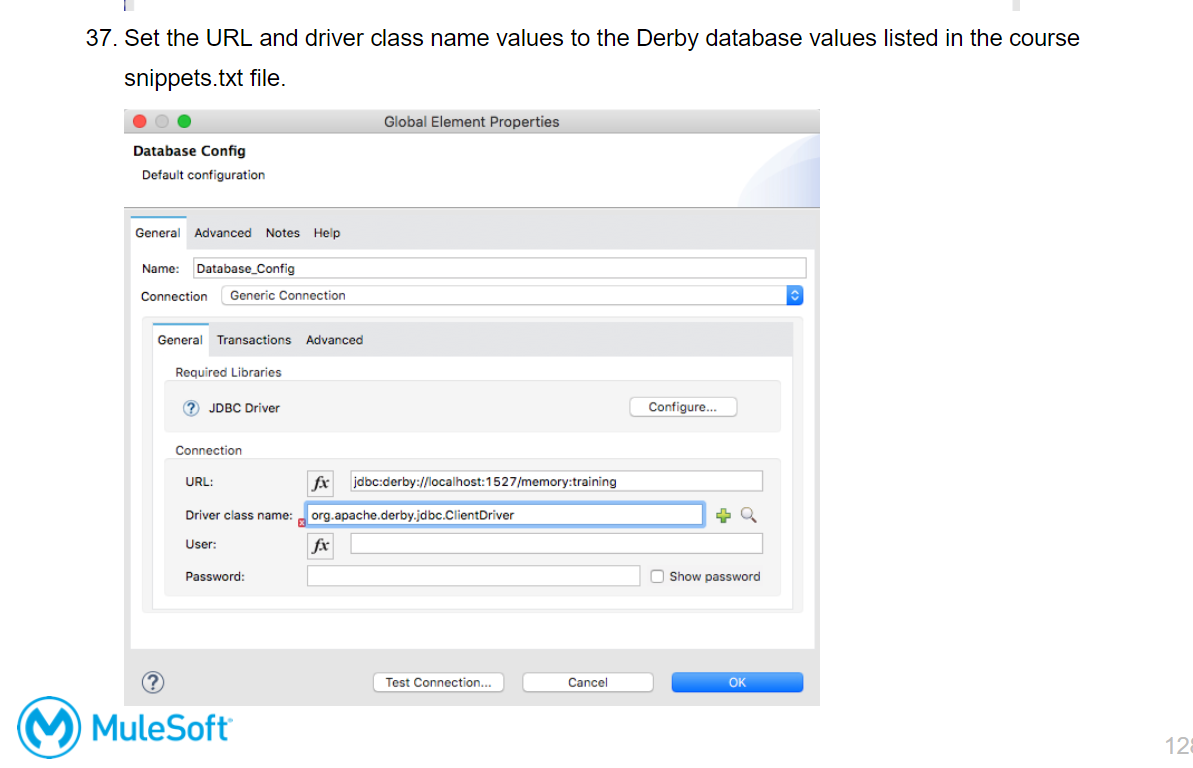 37. Set the URL and driver class name values to the Derby database values listed in the course
snippets.txt file.
Global Element Properties
Database Config
Default configuration
General Advanced Notes Help
Name: Database_Config
Connection Generic Connection
General Transactions Advanced
Required Libraries
? JDBC Driver Configure...
Connection
URL: fx jdbc:derby://localhost:1527/memory:training
Driver class name: org.apache.derby.jdbc.ClientDriver
User: fx
Password: Show password
? Test Connection... Cancel OK
MuleSoft